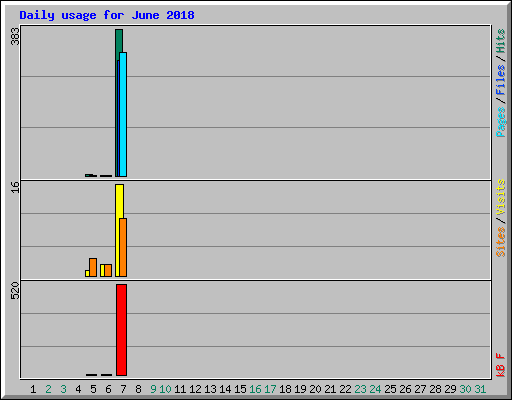 Daily usage for June 2018
383
Pages/Files/Hits
16
Sites/Visits
520
kB F
1 2 3 4 5 6 7 8 9 10 11 12 13 14 15 16 17 18 19 20 21 22 23 24 25 26 27 28 29 30 31